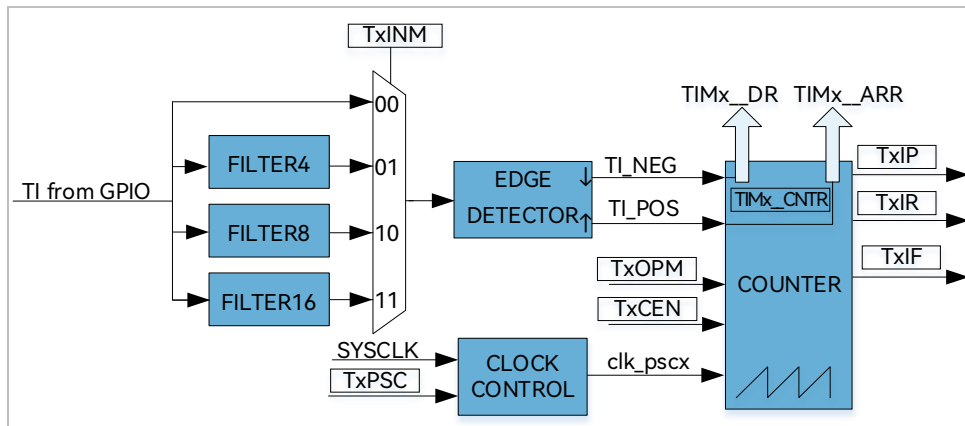 TxINM
TIMx__DR
TIMx__ARR
00
FILTER4
01
TI from GPIO
EDGE
DETECTOR
↓
↑
TI_NEG
TI_POS
TIMx_CNTR
TxIP
TxIR
TxIF
FILTER8
10
FILTER16
11
TxOPM
TxCEN
COUNTER
SYSCLK
TxPSC
CLOCK
CONTROL
clk_pscx